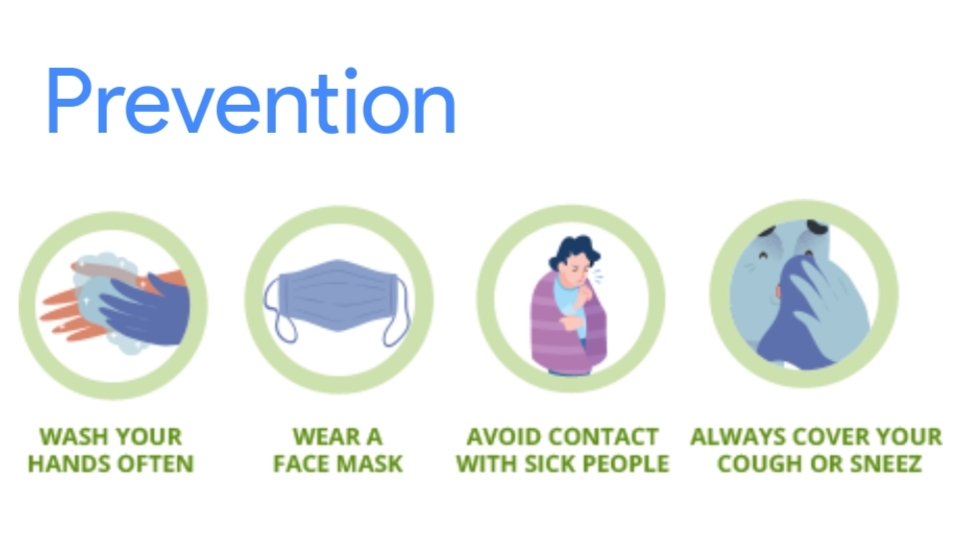 Prevention
WASH YOUR
HANDS OFTEN
WEAR A
FACE MASK
AVOID CONTACT
WITH SICK PEOPLE
ALWAYS COVER YOUR
COUGH OR SNEEZ